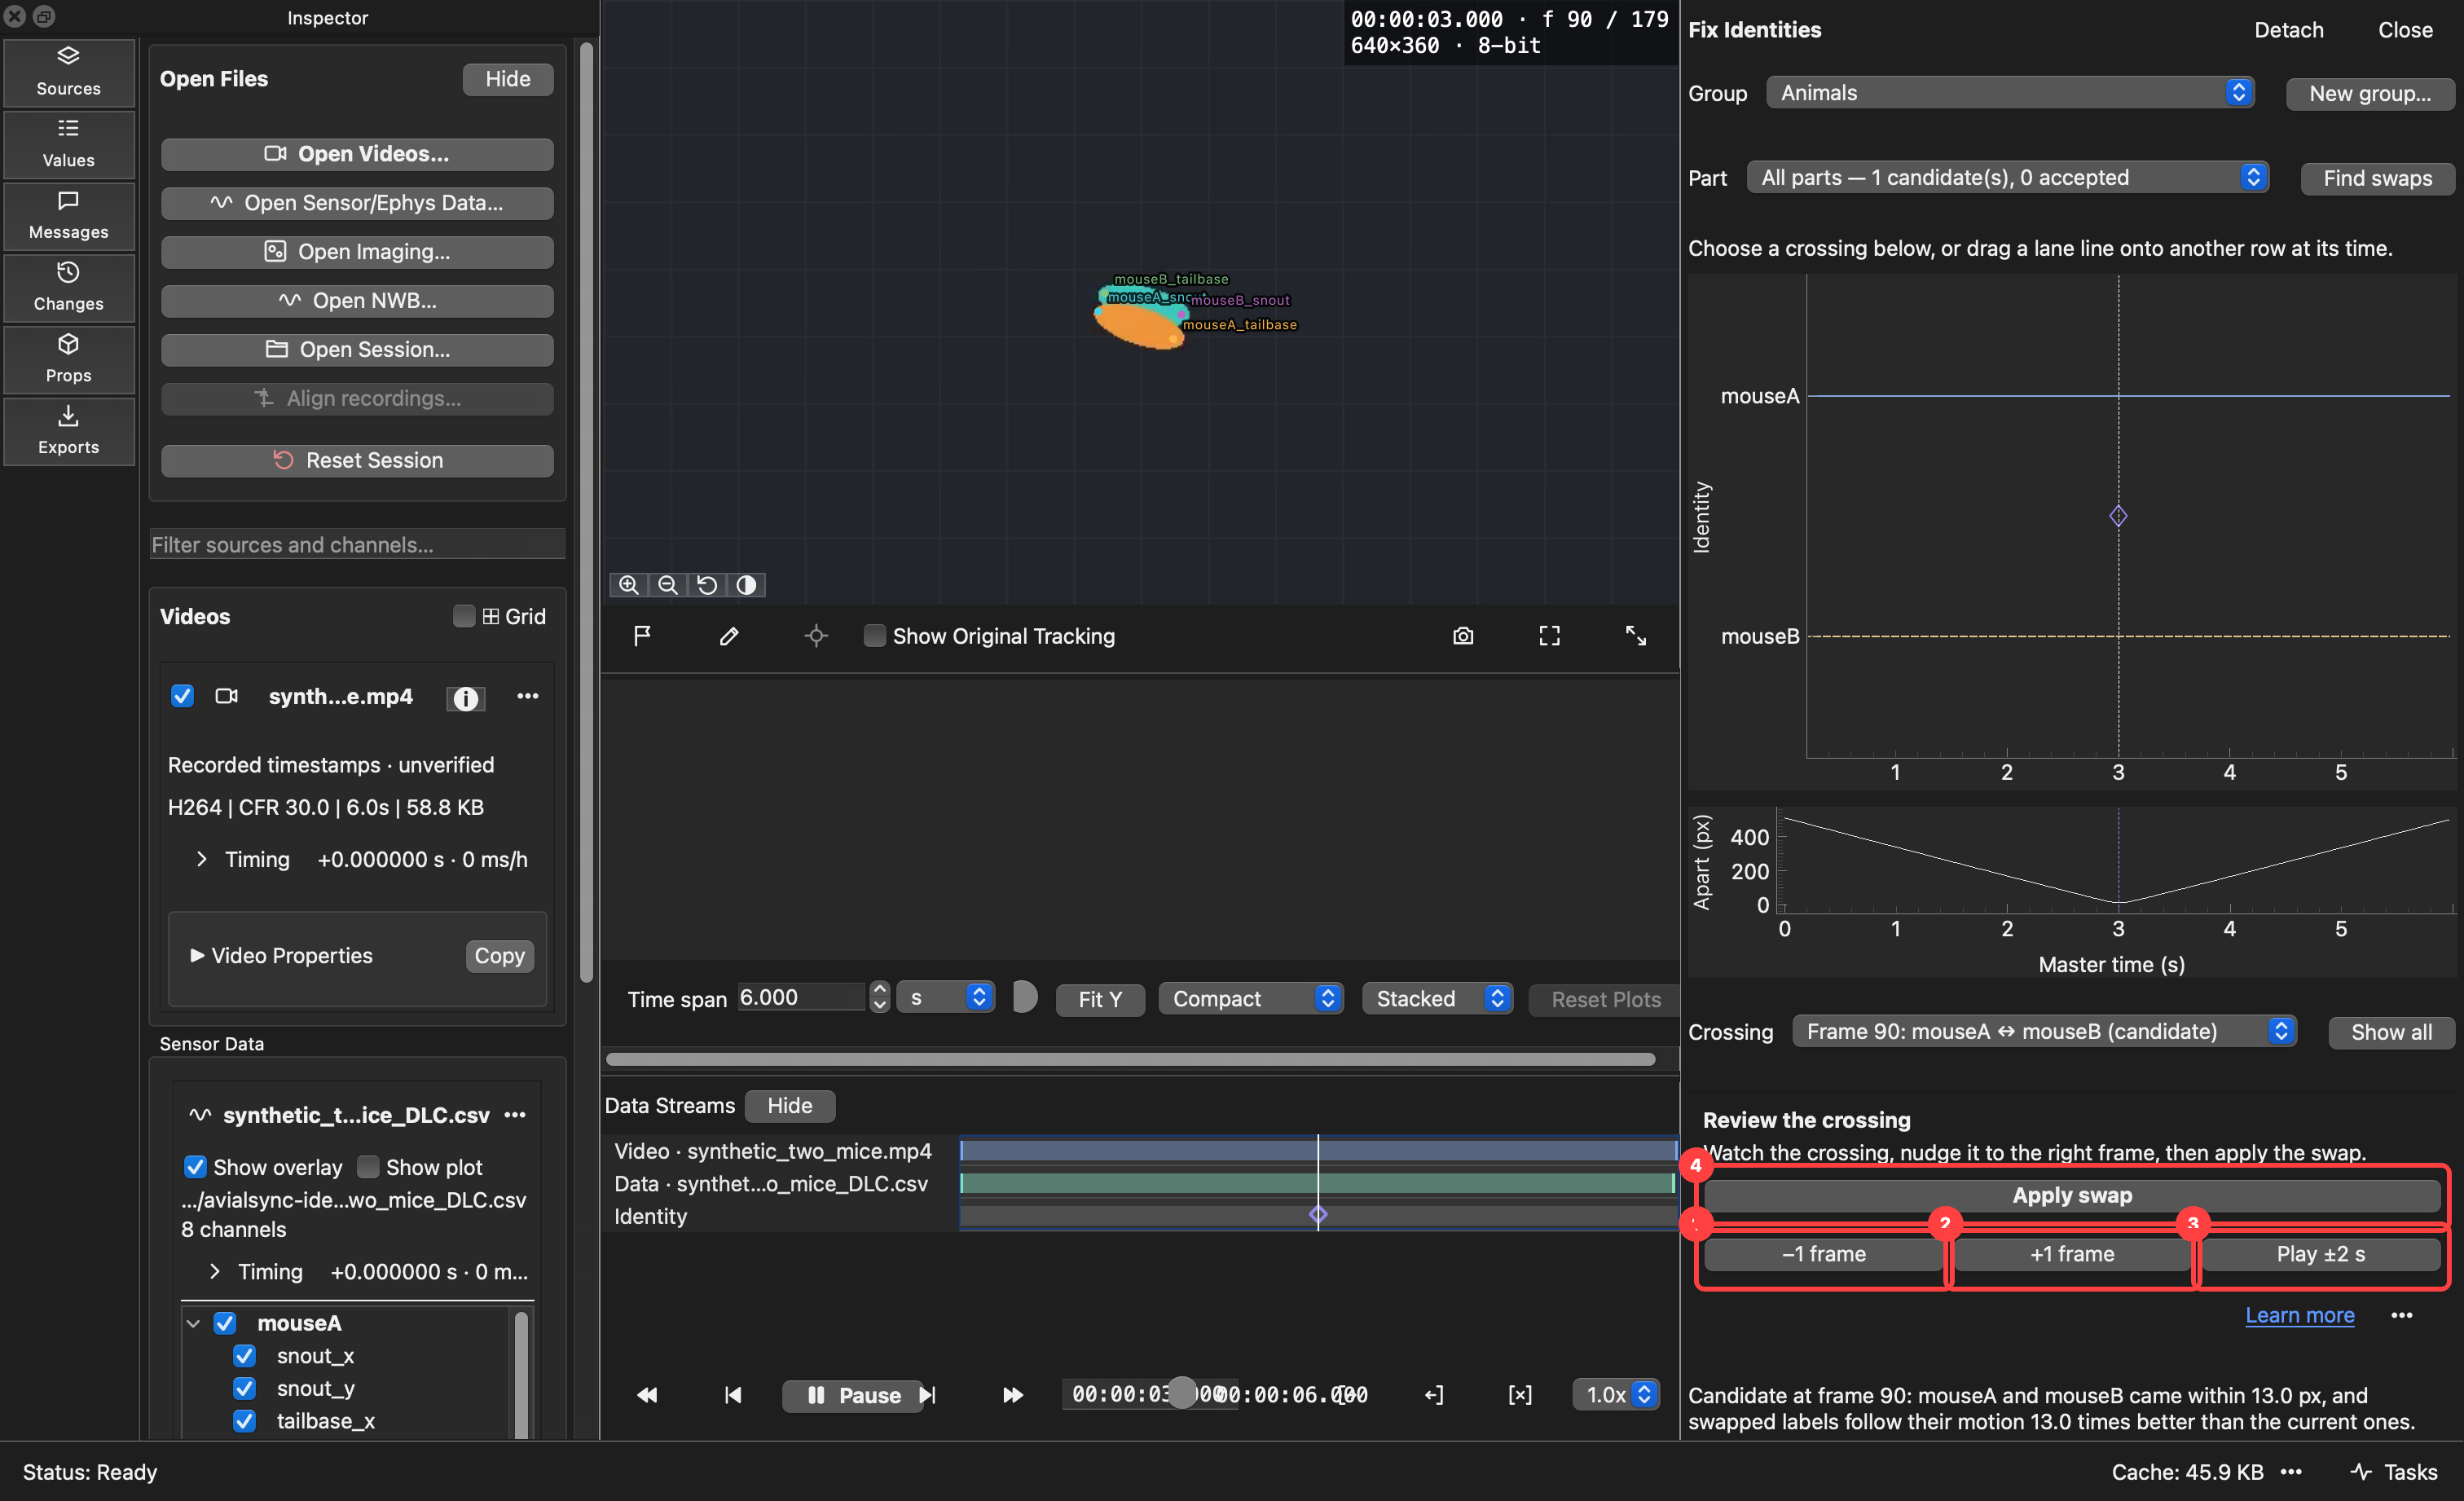 Inspector
Sources
Values
Messages
Changes
Props
Exports
Open Files
Hide
Open Videos...
Open Sensor/Ephys Data...
Open Imaging...
Open NWB...
Open Session...
Align recordings...
Reset Session
Filter sources and channels...
Videos
Grid
synth...e.mp4
Recorded timestamps · unverified
H264 | CFR 30.0 | 6.0s | 58.8 KB
Timing +0.000000 s · 0 ms/h
Video Properties
Copy
Sensor Data
synthetic_t...ice_DLC.csv
Show overlay
Show plot
.../avialsync-ide...wo_mice_DLC.csv
8 channels
Timing +0.000000 s · 0 m...
mouseA
snout_x
snout_y
tailbase_x
00:00:03.000 · f 90 / 179
640×360 · 8-bit
mouseB_tailbase
mouseA_snout
mouseB_snout
mouseA_tailbase
Show Original Tracking
Time span 6.000 s
Fit Y
Compact
Stacked
Reset Plots
Data Streams
Hide
Video · synthetic_two_mice.mp4
Data · synthet...o_mice_DLC.csv
Identity
Pause
00:00:03
00:00:06.000
1.0x
Fix Identities
Detach
Close
Group
Animals
New group...
Part
All parts — 1 candidate(s), 0 accepted
Find swaps
Choose a crossing below, or drag a lane line onto another row at its time.
mouseA
Identity
mouseB
1 2 3 4 5
Apart (px)
400
200
0
0 1 2 3 4 5
Master time (s)
Crossing
Frame 90: mouseA ↔ mouseB (candidate)
Show all
Review the crossing
Watch the crossing, nudge it to the right frame, then apply the swap.
4
Apply swap
2
3
−1 frame
+1 frame
Play ±2 s
Learn more
Candidate at frame 90: mouseA and mouseB came within 13.0 px, and
swapped labels follow their motion 13.0 times better than the current ones.
Status: Ready
Cache: 45.9 KB
Tasks